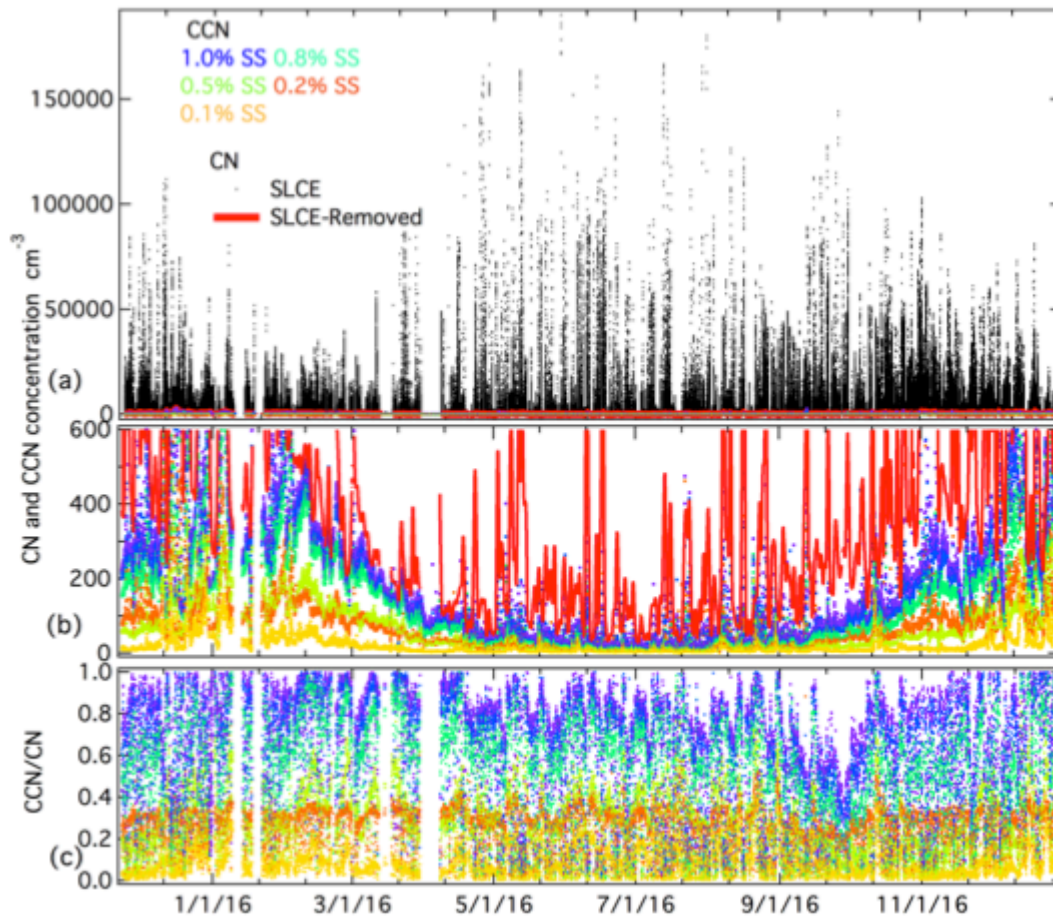 CCN
1.0% SS 0.8% SS
0.5% SS 0.2% SS
0.1% SS
CN
SLCE
SLCE-Removed
150000
100000
50000
0
(a)
CN and CCN concentration cm-3
600
400
200
0
(b)
1.0
0.8
0.6
0.4
0.2
0.0
(c)
CCN/CN
1/1/16 3/1/16 5/1/16 7/1/16 9/1/16 11/1/16